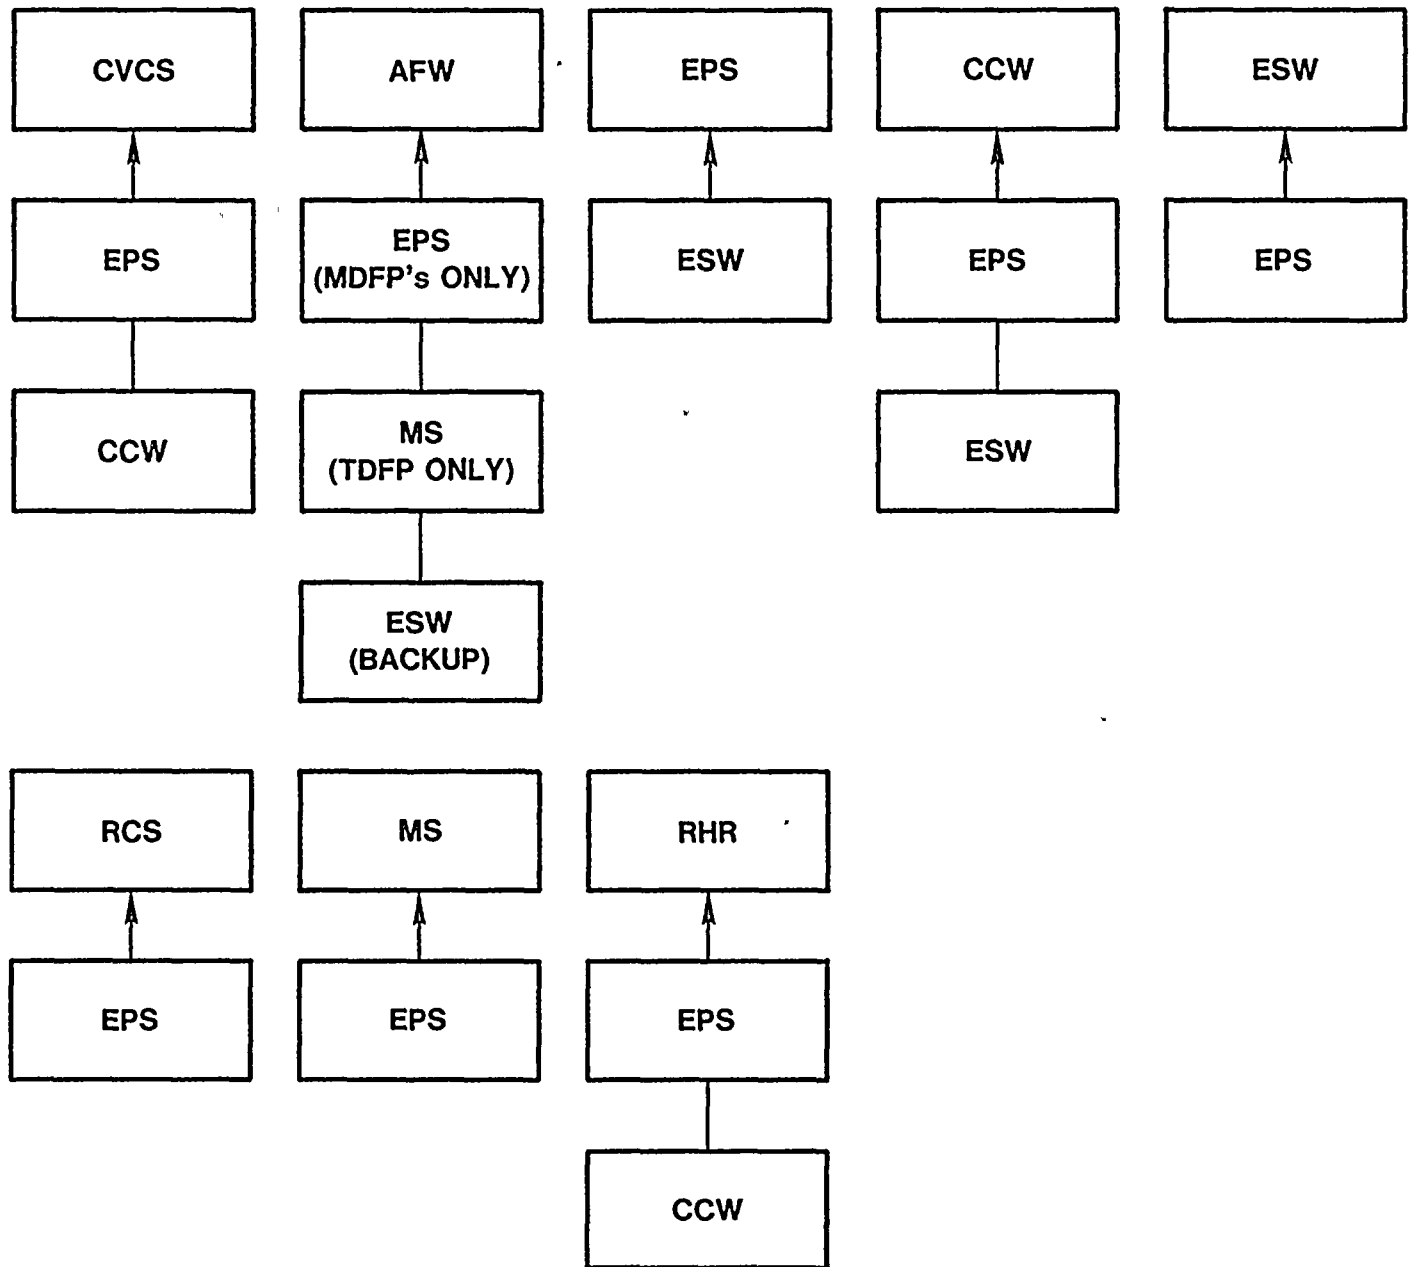 CVCS
AFW
EPS
CCW
ESW
EPS
EPS
(MDFP's ONLY)
ESW
EPS
EPS
CCW
MS
(TDFP ONLY)
ESW
ESW
(BACKUP)
RCS
MS
RHR
EPS
EPS
EPS
CCW